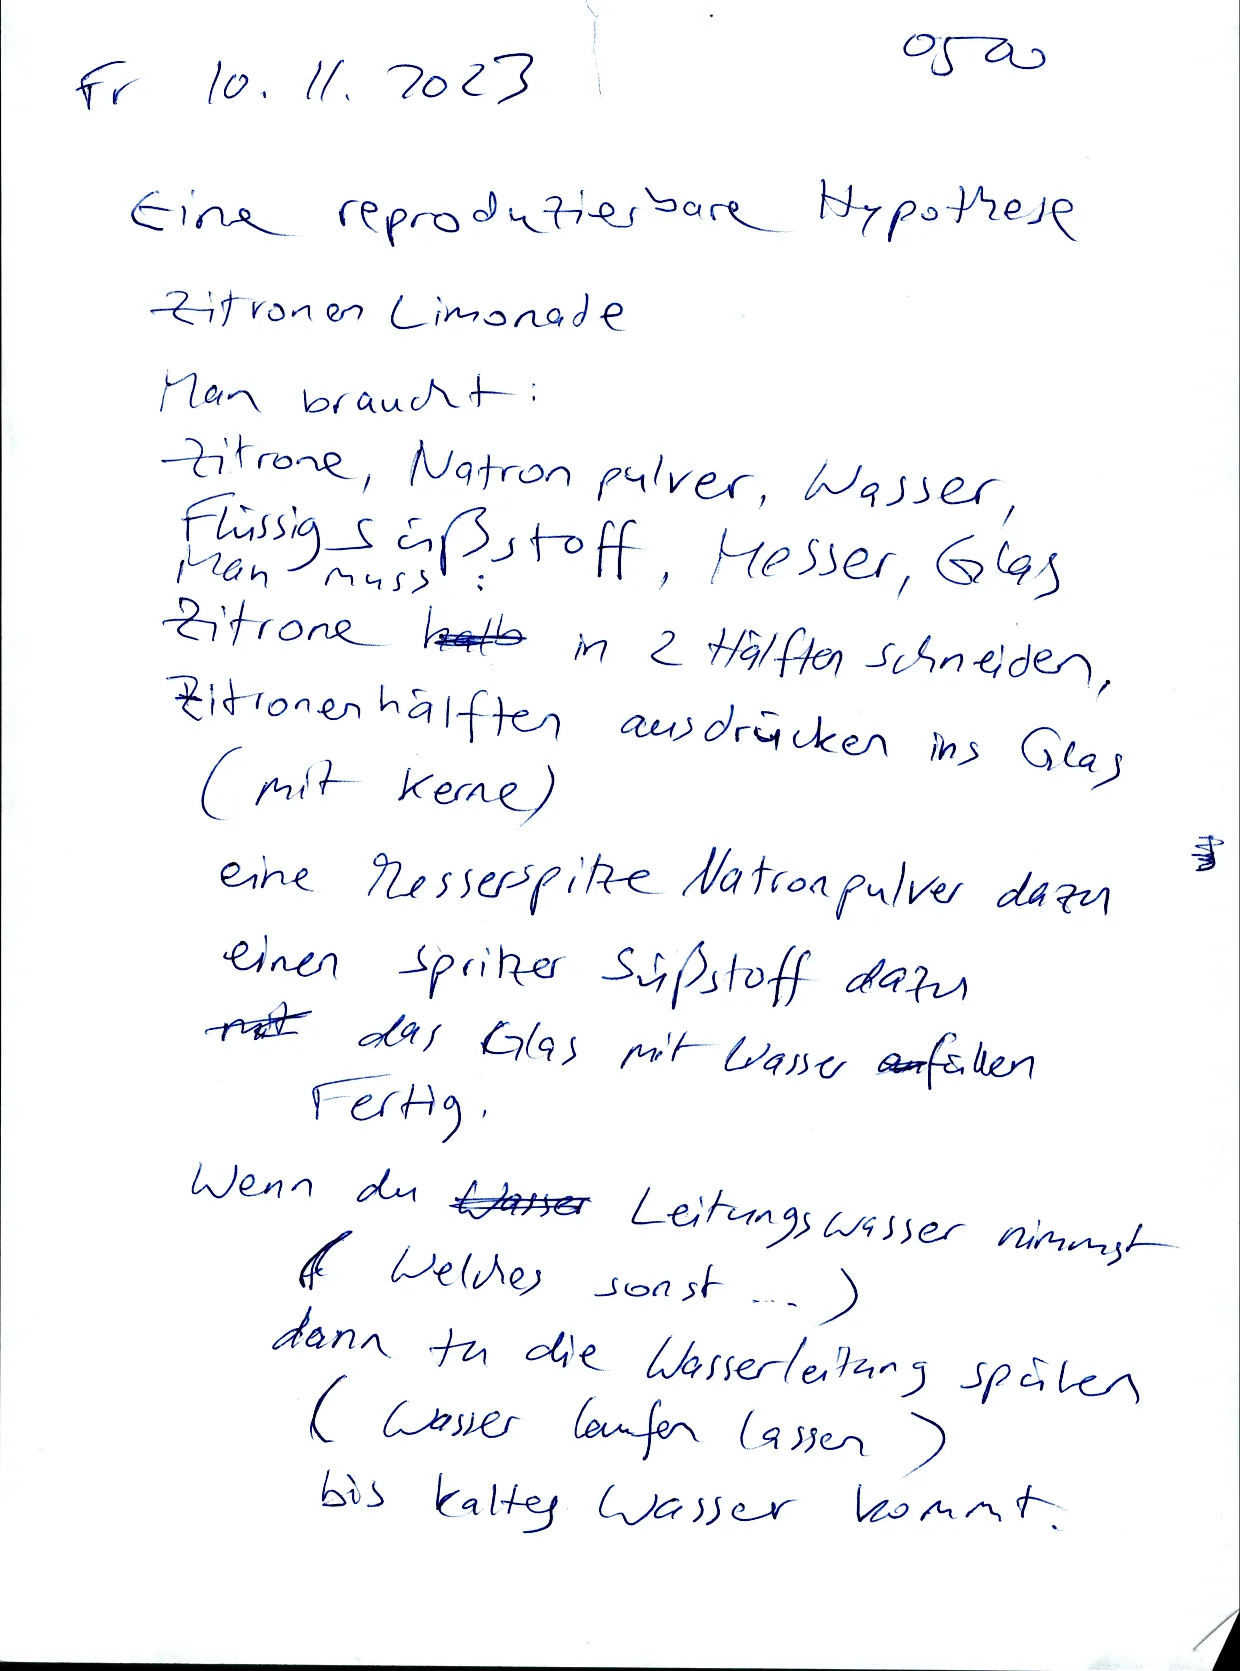 Fr 10. 11. 2023 0500
Eine reproduzierbare Hypothese
Zitronen Limonade
Man braucht:
Zitrone, Natron pulver, Wasser,
Flüssig Süßstoff, Messer, Glas
Man muss:
Zitrone halb in 2 Hälften schneiden,
Zitronenhälften ausdrücken ins Glas
(mit Kerne)
eine Messerspitze Natronpulver dazu
einen Spritzer Süßstoff dazu
mit das Glas mit Wasser anfüllen
Fertig.
Wenn du Wasser Leitungswasser nimmst
( Welches sonst .... )
dann tu die Wasserleitung spülen
( Wasser laufen lassen )
bis kaltes Wasser kommt.